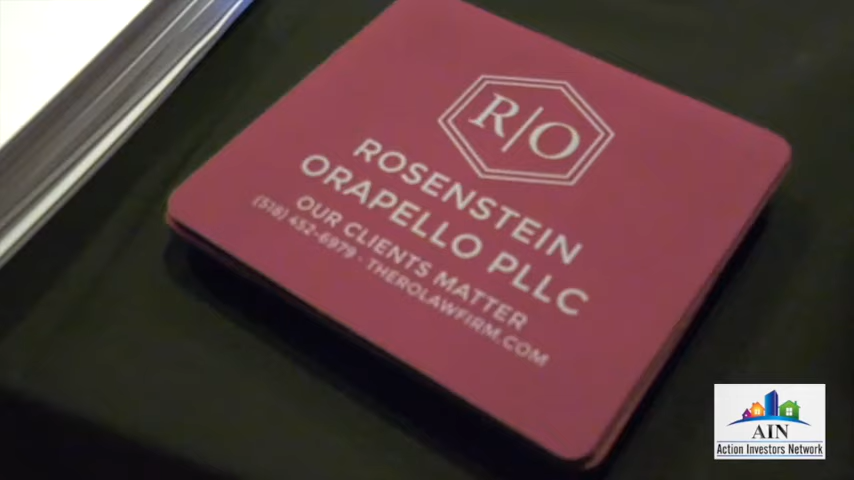 R|O
ROSENSTEIN
ORAPELLO PLLC
OUR CLIENTS MATTER
(518) 452-6979 · THEROLAWFIRM.COM
AIN
Action Investors Network